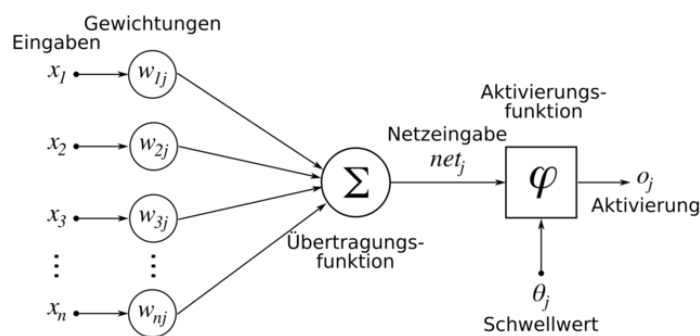 Gewichtungen
Eingaben
x₁
w₁ⱼ
Aktivierungs-
funktion
x₂
w₂ⱼ
Netzeingabe
netⱼ
Σ
φ
oⱼ
Aktivierung
x₃
w₃ⱼ
Übertragungs-
funktion
⋮
⋮
θⱼ
Schwellwert
xₙ
wₙⱼ